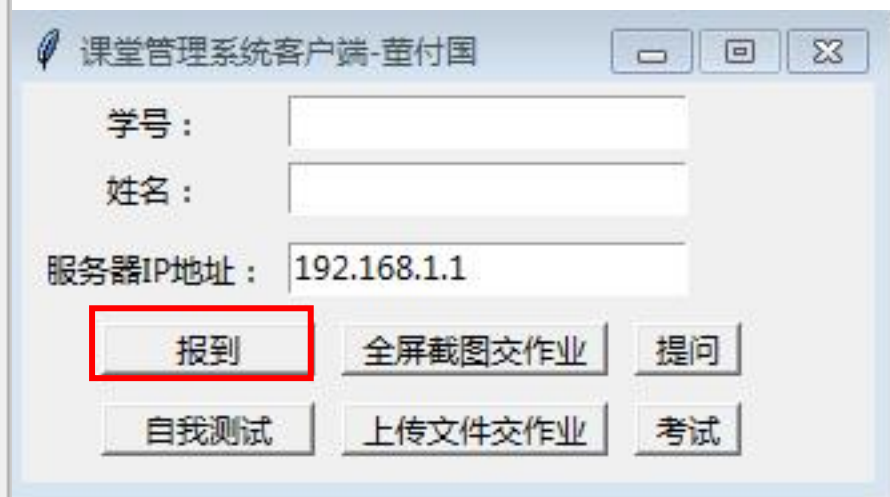 课堂管理系统客户端-董付国
学号：
姓名：
服务器IP地址： 192.168.1.1
报到 全屏截图交作业 提问
自我测试 上传文件交作业 考试